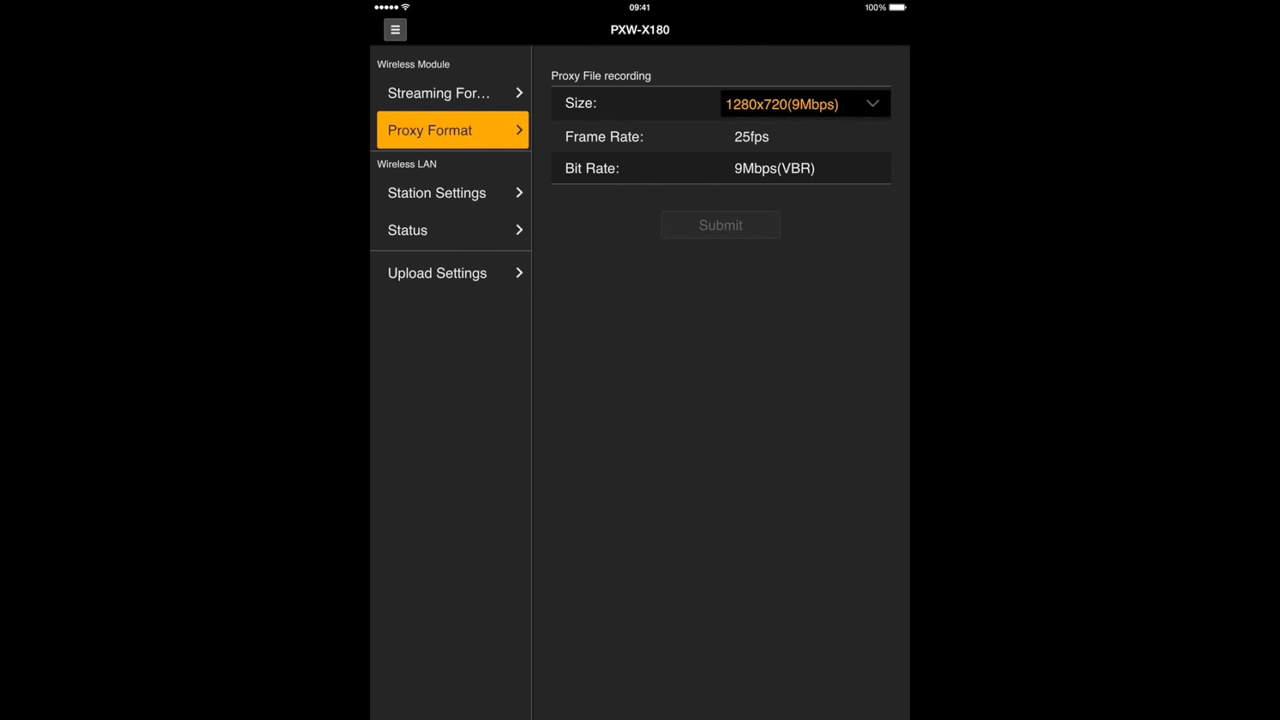 09:41
100%
PXW-X180
Wireless Module
Streaming For...
Proxy Format
Wireless LAN
Station Settings
Status
Upload Settings
Proxy File recording
Size: 1280x720(9Mbps)
Frame Rate: 25fps
Bit Rate: 9Mbps(VBR)
Submit